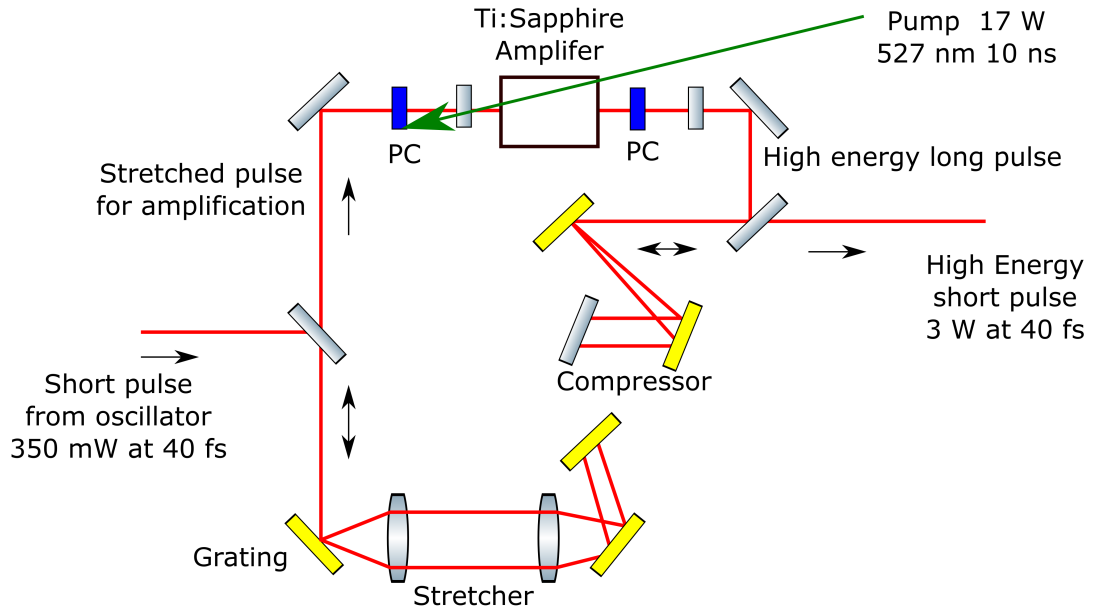 Ti:Sapphire
Amplifer
Pump 17 W
527 nm 10 ns
PC
PC
High energy long pulse
Stretched pulse
for amplification
High Energy
short pulse
3 W at 40 fs
Short pulse
from oscillator
350 mW at 40 fs
Compressor
Grating
Stretcher